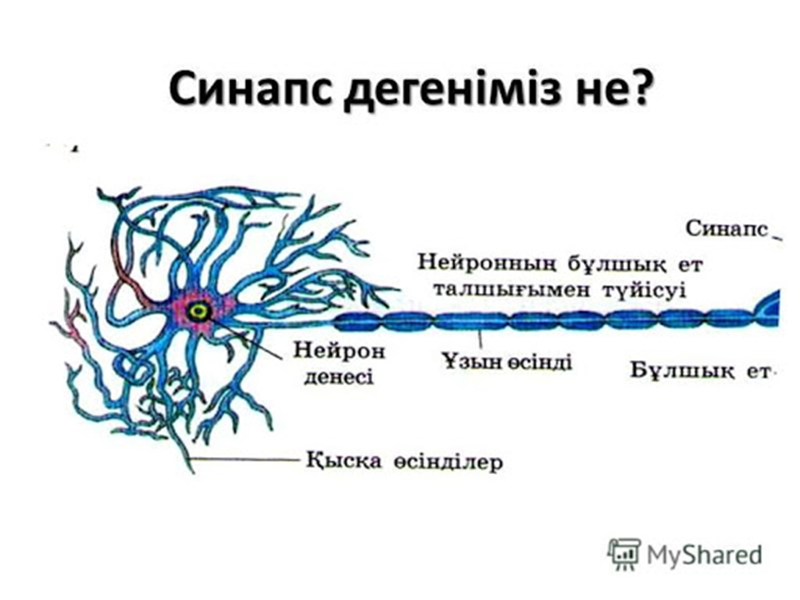 Синапс дегеніміз не?
Синапс
Нейронның бұлшық ет
талшығымен түйісуі
Нейрон
денесі
Ұзын өсінді
Бұлшық ет
Қысқа өсінділер
MyShared